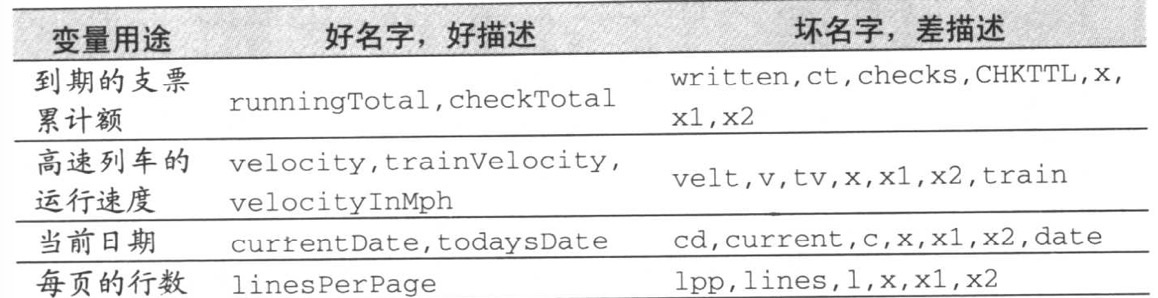 变量用途 好名字，好描述 坏名字，差描述
到期的支票累计额 runningTotal,checkTotal written,ct,checks,CHKTTL,x,x1,x2
高速列车的运行速度 velocity,trainVelocity,velocityInMph velt,v,tv,x,x1,x2,train
当前日期 currentDate,todaysDate cd,current,c,x,x1,x2,date
每页的行数 linesPerPage lpp,lines,l,x,x1,x2